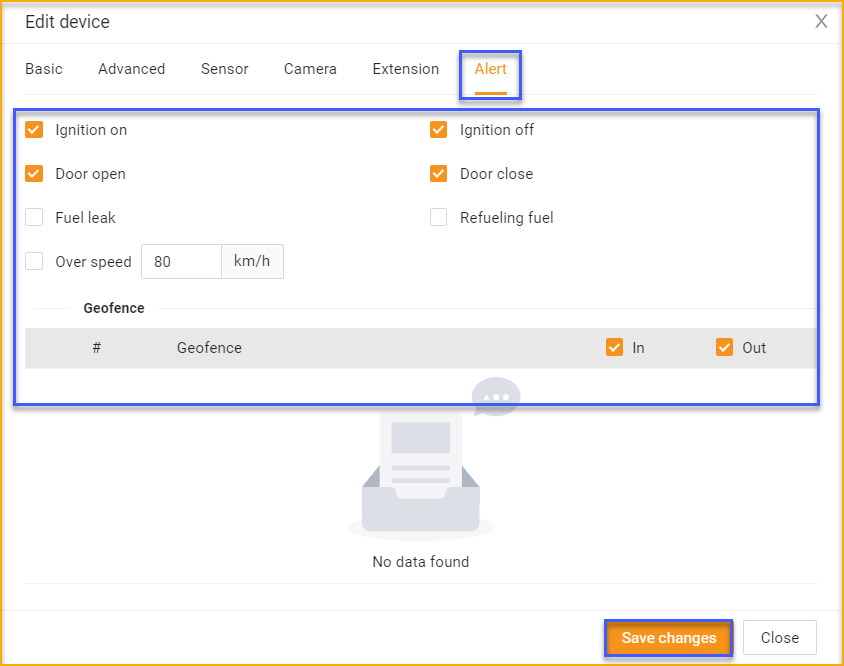 Edit device
X
Basic Advanced Sensor Camera Extension Alert
Ignition on Ignition off
Door open Door close
Fuel leak Refueling fuel
Over speed 80 km/h
Geofence
# Geofence In Out
No data found
Save changes Close